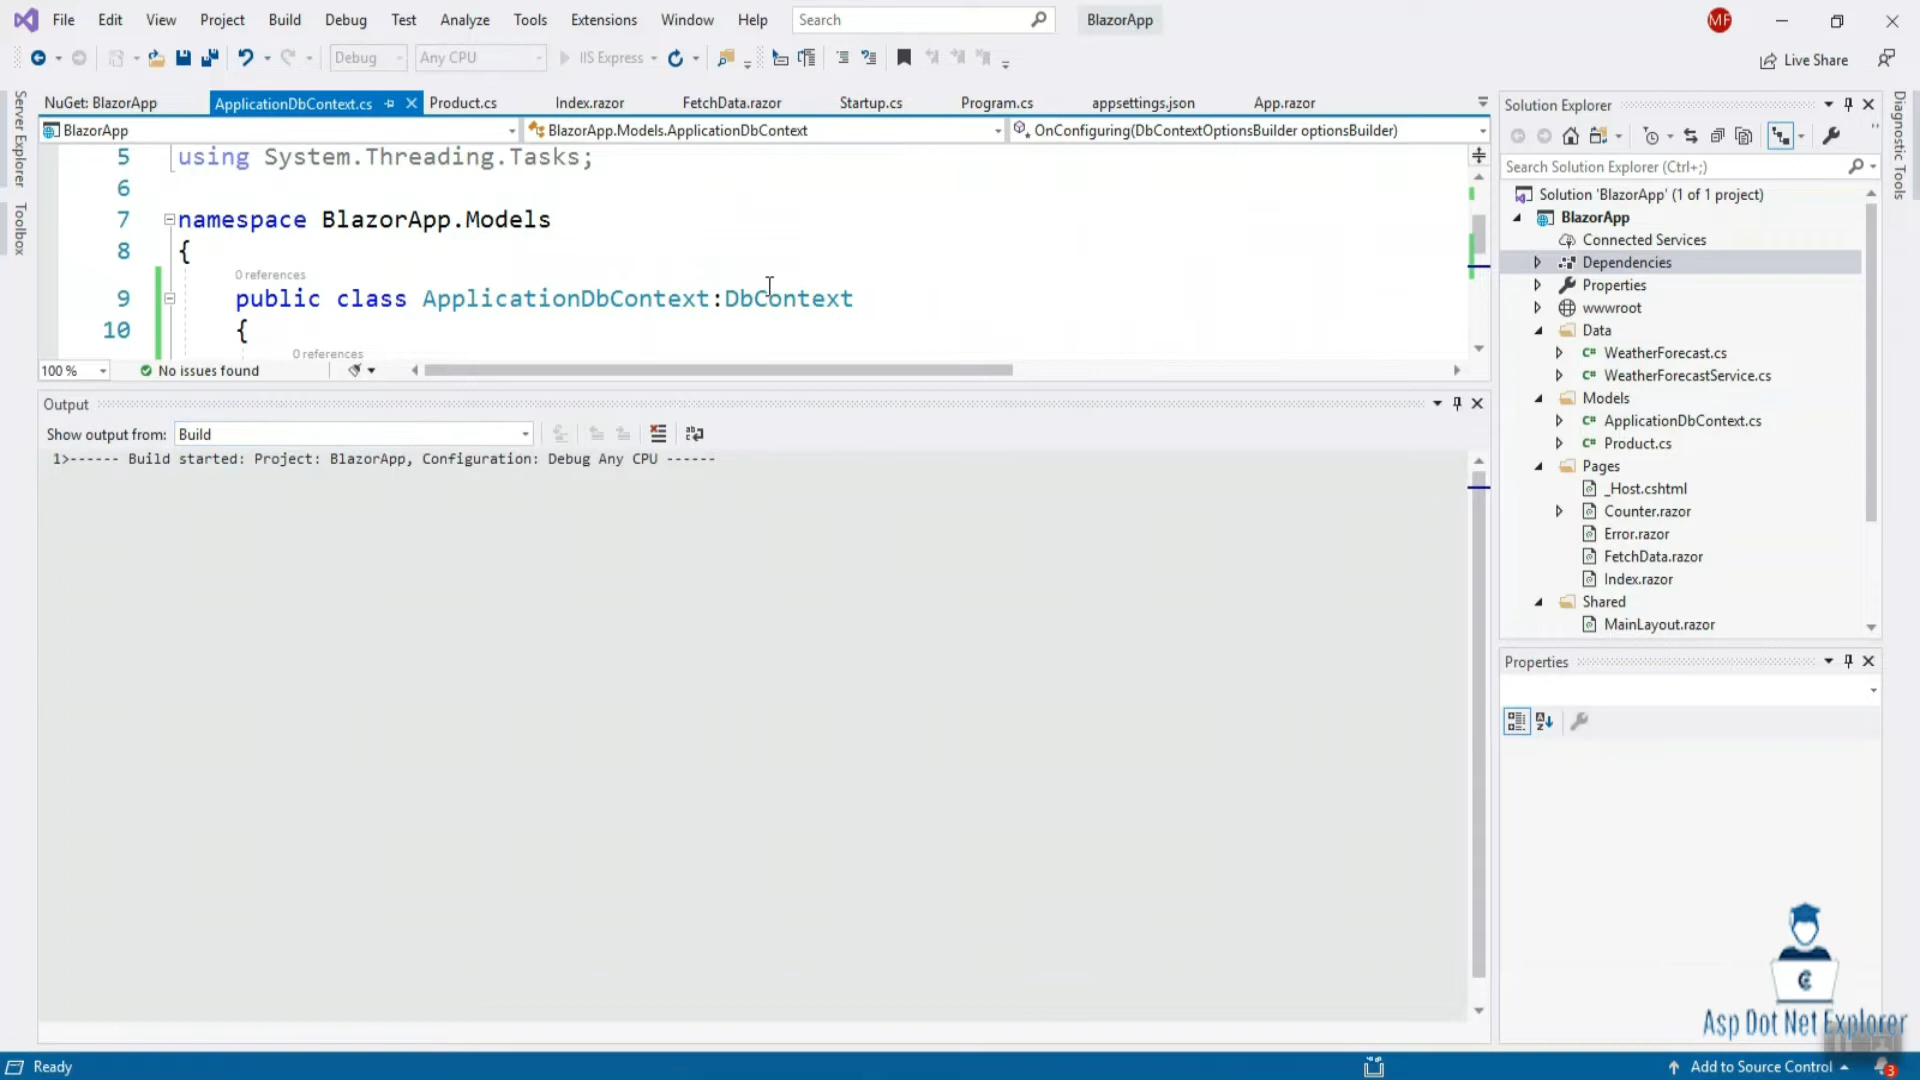 File Edit View Project Build Debug Test Analyze Tools Extensions Window Help Search BlazorApp MF
Debug Any CPU IIS Express Live Share
Server Explorer
Toolbox
NuGet: BlazorApp ApplicationDbContext.cs Product.cs Index.razor FetchData.razor Startup.cs Program.cs appsettings.json App.razor
BlazorApp BlazorApp.Models.ApplicationDbContext OnConfiguring(DbContextOptionsBuilder optionsBuilder)
5 using System.Threading.Tasks;
6
7 namespace BlazorApp.Models
8 {
0 references
9 public class ApplicationDbContext:DbContext
10 {
0 references
100 % No issues found
Output
Show output from: Build
1>------ Build started: Project: BlazorApp, Configuration: Debug Any CPU ------
Solution Explorer
Search Solution Explorer (Ctrl+;)
Solution 'BlazorApp' (1 of 1 project)
BlazorApp
Connected Services
Dependencies
Properties
wwwroot
Data
C# WeatherForecast.cs
C# WeatherForecastService.cs
Models
C# ApplicationDbContext.cs
C# Product.cs
Pages
_Host.cshtml
Counter.razor
Error.razor
FetchData.razor
Index.razor
Shared
MainLayout.razor
Properties
Diagnostic Tools
Asp Dot Net Explorer
Ready Add to Source Control 3